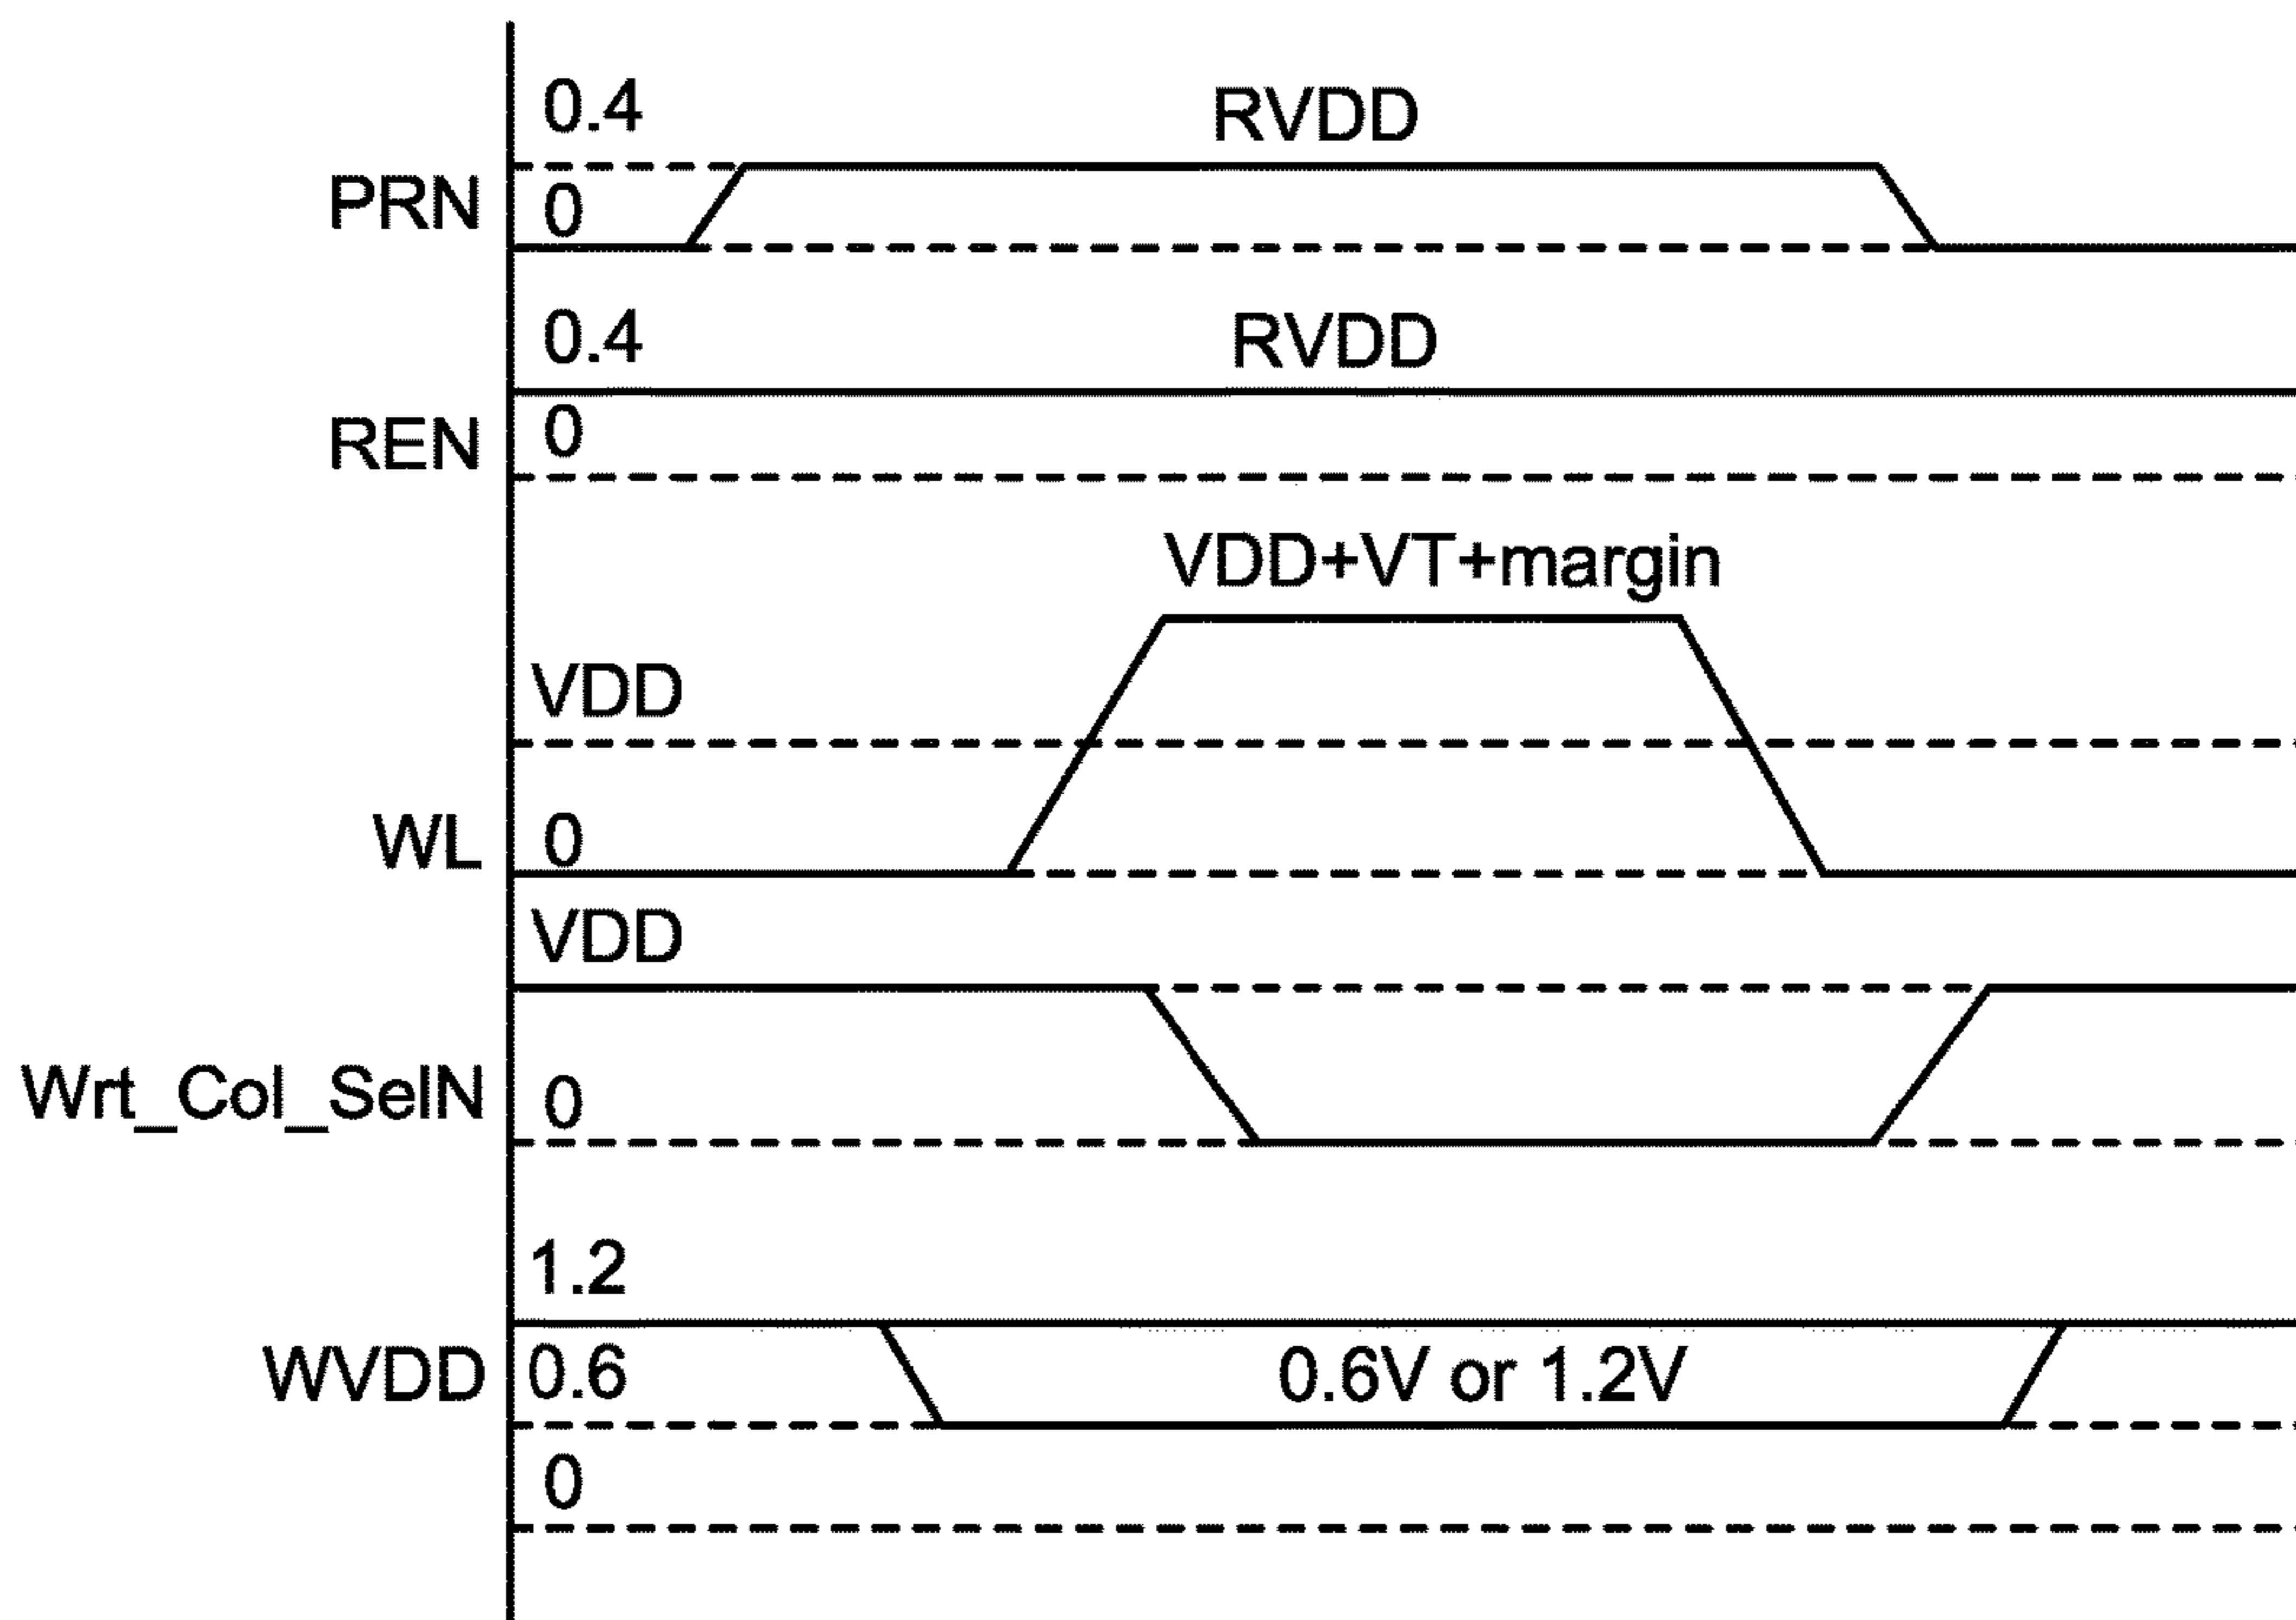 0.4
RVDD
PRN
0
0.4
RVDD
REN
0
VDD+VT+margin
VDD
WL
0
VDD
Wrt_Col_SelN
0
1.2
WVDD
0.6
0.6V or 1.2V
0